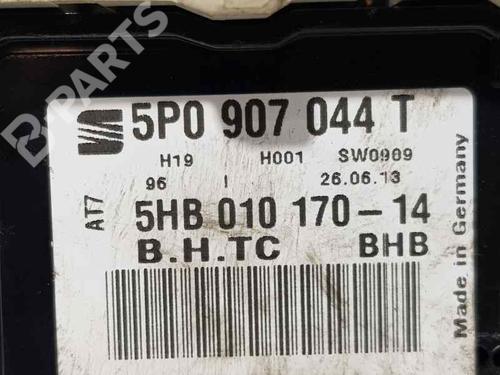 B PARTS
5P0 907 044 T
H19 H001 SW0909
96 I 26.06.13
AT7
5HB 010 170-14
B.H.TC BHB
Made in Germany